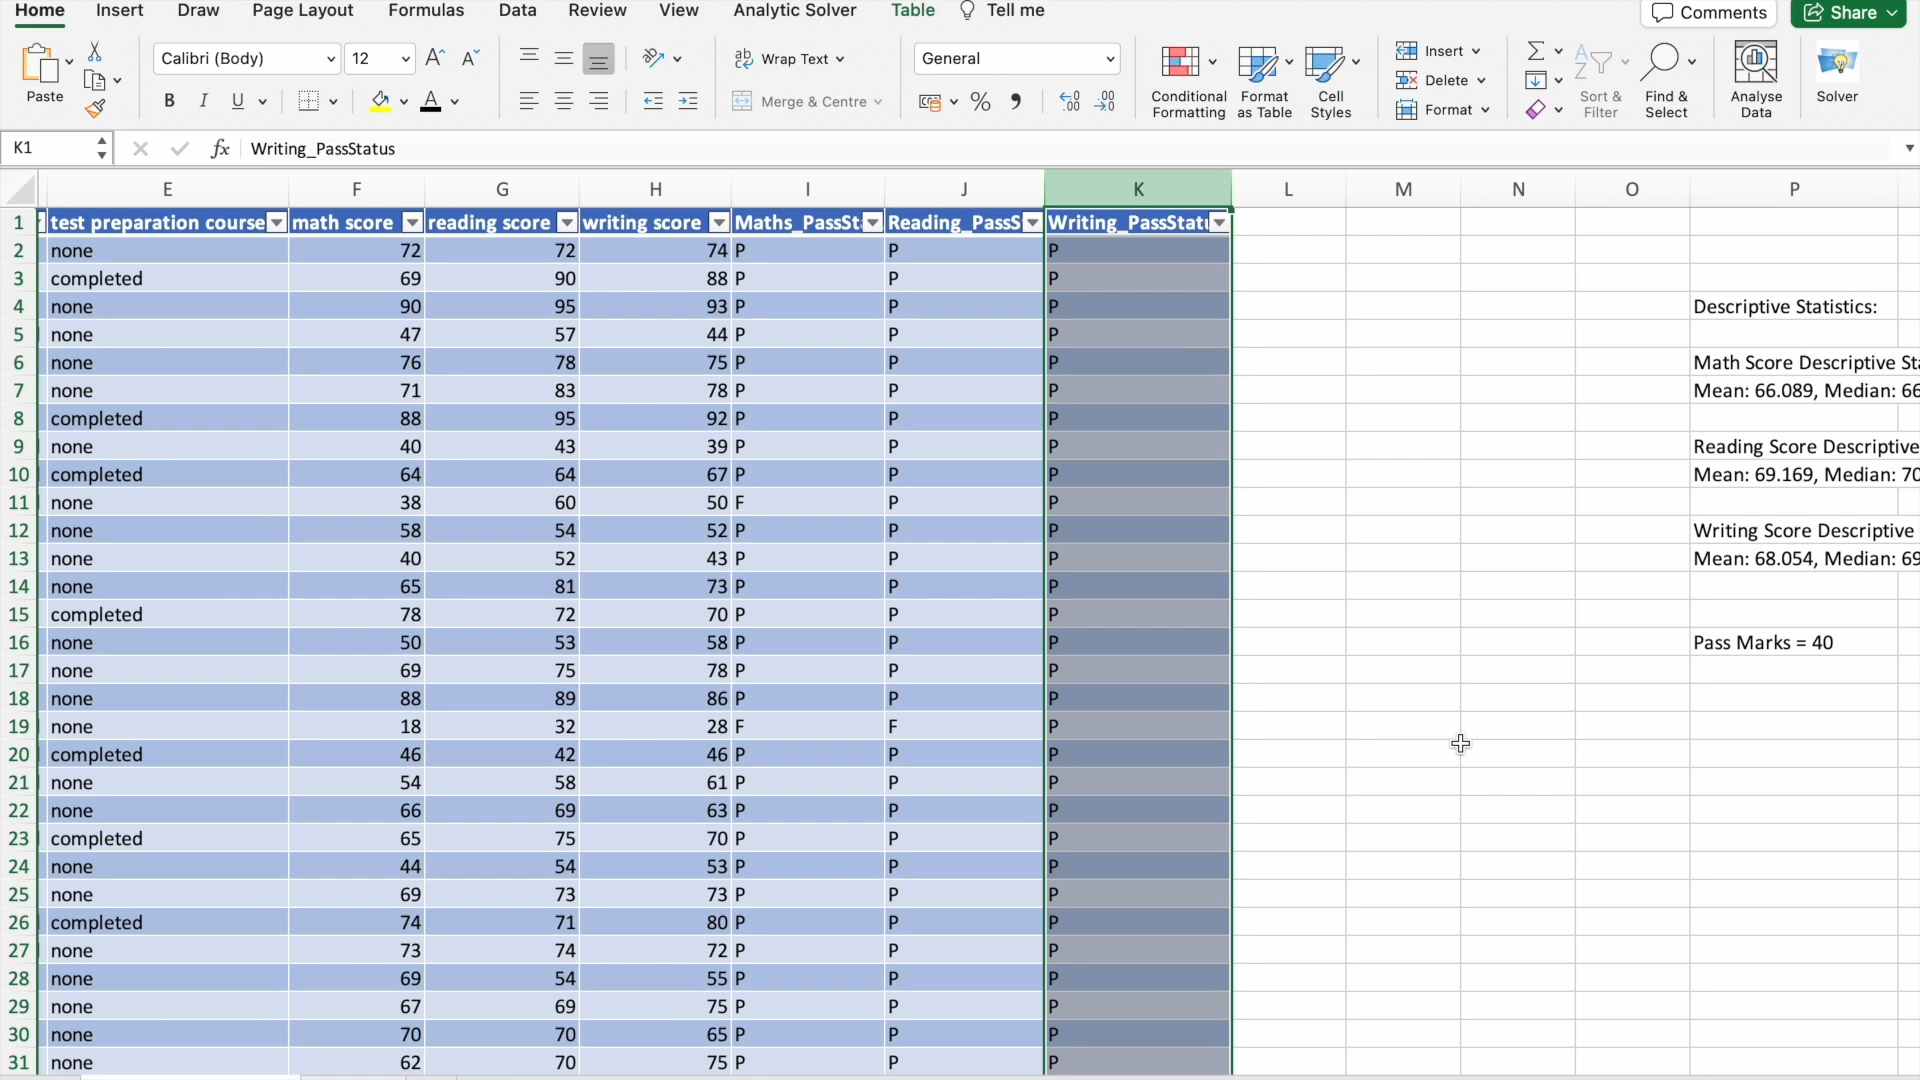 Home Insert Draw Page Layout Formulas Data Review View Analytic Solver Table Tell me Comments Share
Calibri (Body) 12 Wrap Text General Insert
Paste B I U Merge & Centre Conditional Formatting Format as Table Cell Styles Delete Format Sort & Filter Find & Select Analyse Data Solver
K1 fx Writing_PassStatus
E F G H I J K L M N O P
1 test preparation course math score reading score writing score Maths_PassSt Reading_PassS Writing_PassStatu
2 none 72 72 74 P P P
3 completed 69 90 88 P P P
4 none 90 95 93 P P P Descriptive Statistics:
5 none 47 57 44 P P P
6 none 76 78 75 P P P Math Score Descriptive Sta
7 none 71 83 78 P P P Mean: 66.089, Median: 66
8 completed 88 95 92 P P P
9 none 40 43 39 P P P Reading Score Descriptive
10 completed 64 64 67 P P P Mean: 69.169, Median: 70
11 none 38 60 50 F P P
12 none 58 54 52 P P P Writing Score Descriptive
13 none 40 52 43 P P P Mean: 68.054, Median: 69
14 none 65 81 73 P P P
15 completed 78 72 70 P P P
16 none 50 53 58 P P P Pass Marks = 40
17 none 69 75 78 P P P
18 none 88 89 86 P P P
19 none 18 32 28 F F P
20 completed 46 42 46 P P P
21 none 54 58 61 P P P
22 none 66 69 63 P P P
23 completed 65 75 70 P P P
24 none 44 54 53 P P P
25 none 69 73 73 P P P
26 completed 74 71 80 P P P
27 none 73 74 72 P P P
28 none 69 54 55 P P P
29 none 67 69 75 P P P
30 none 70 70 65 P P P
31 none 62 70 75 P P P